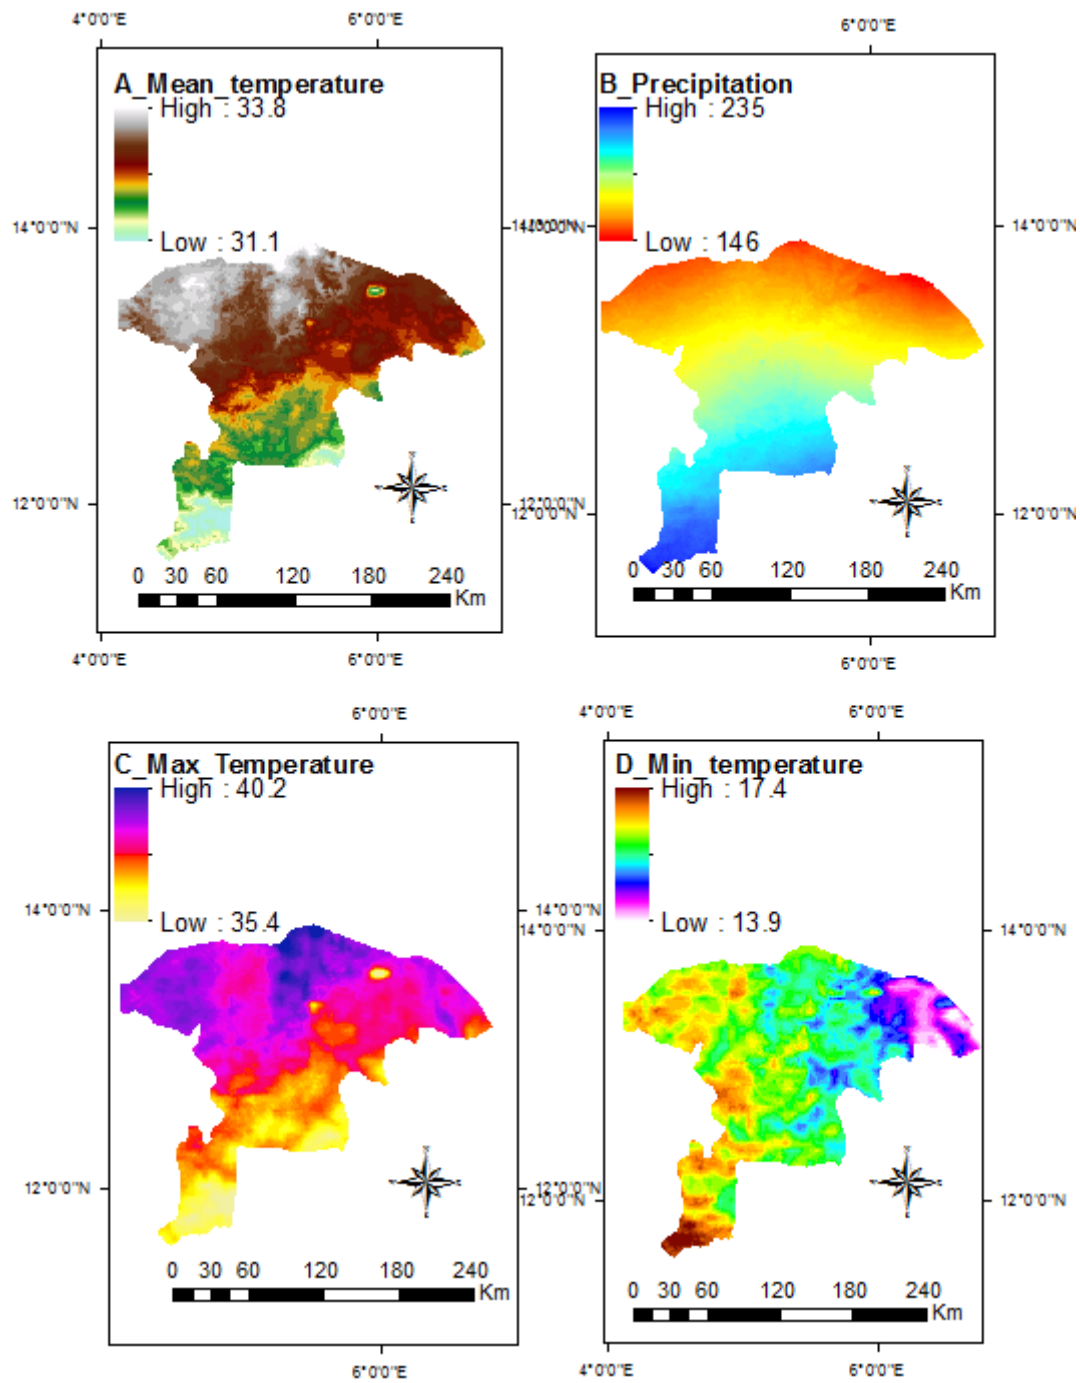 4°0'0"E 6°0'0"E
6°0'0"E
A_Mean_temperature
High : 33.8
Low : 31.1
B_Precipitation
High : 235
Low : 146
14°0'0"N
14°0'0"N
12°0'0"N
12°0'0"N
0 30 60 120 180 240
Km
0 30 60 120 180 240
Km
4°0'0"E 6°0'0"E
6°0'0"E
6°0'0"E
4°0'0"E 6°0'0"E
C_Max_Temperature
High : 40.2
Low : 35.4
D_Min_temperature
High : 17.4
Low : 13.9
14°0'0"N
14°0'0"N
14°0'0"N
14°0'0"N
12°0'0"N
12°0'0"N
0 30 60 120 180 240
Km
0 30 60 120 180 240
Km
6°0'0"E
4°0'0"E 6°0'0"E